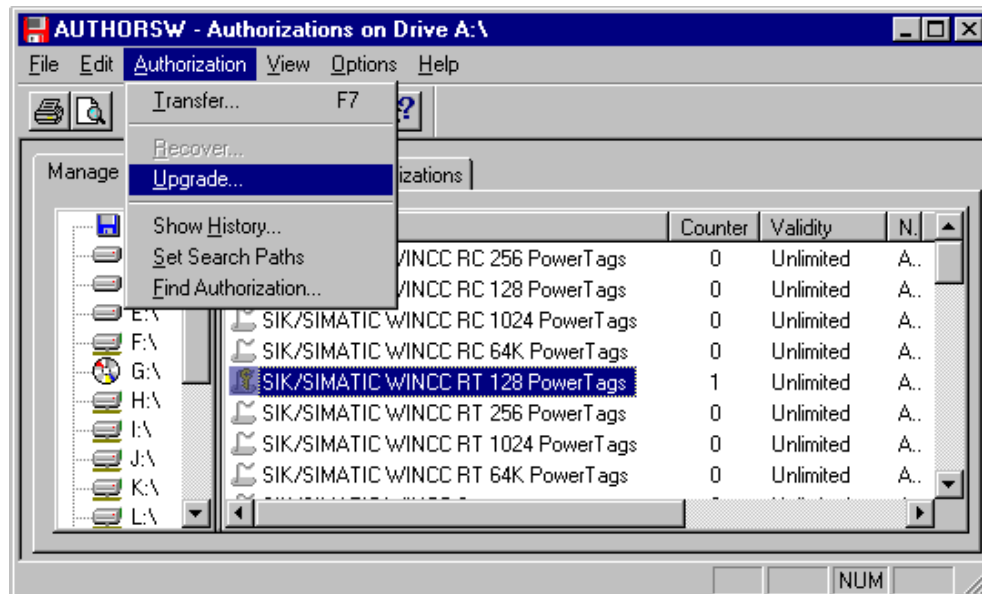 AUTHORSW - Authorizations on Drive A:\
File Edit Authorization View Options Help
Transfer... F7
Recover...
Upgrade...
Show History...
Set Search Paths
Find Authorization...
Manage izations
Counter Validity N.
/INCC RC 256 PowerTags 0 Unlimited A..
/INCC RC 128 PowerTags 0 Unlimited A..
E:\ SIK/SIMATIC WINCC RC 1024 PowerTags 0 Unlimited A..
F:\ SIK/SIMATIC WINCC RC 64K PowerTags 0 Unlimited A..
G:\ SIK/SIMATIC WINCC RT 128 PowerTags 1 Unlimited A..
H:\ SIK/SIMATIC WINCC RT 256 PowerTags 0 Unlimited A..
I:\ SIK/SIMATIC WINCC RT 1024 PowerTags 0 Unlimited A..
J:\ SIK/SIMATIC WINCC RT 64K PowerTags 0 Unlimited A..
K:\
L:\
NUM